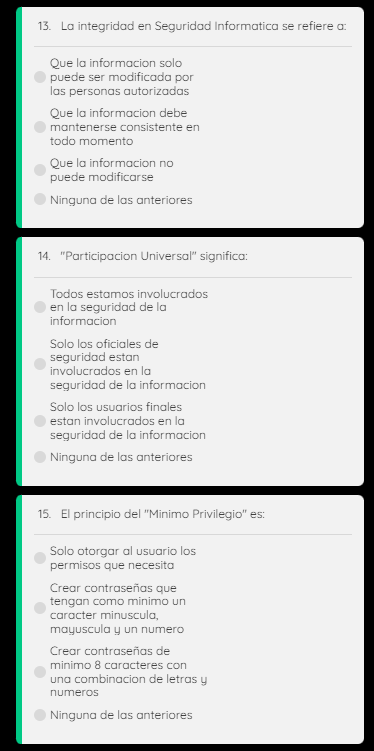 13. La integridad en Seguridad Informatica se refiere a:
Que la informacion solo
puede ser modificada por
las personas autorizadas
Que la informacion debe
mantenerse consistente en
todo momento
Que la informacion no
puede modificarse
Ninguna de las anteriores
14. "Participacion Universal" significa:
Todos estamos involucrados
en la seguridad de la
informacion
Solo los oficiales de
seguridad estan
involucrados en la
seguridad de la informacion
Solo los usuarios finales
estan involucrados en la
seguridad de la informacion
Ninguna de las anteriores
15. El principio del "Minimo Privilegio" es:
Solo otorgar al usuario los
permisos que necesita
Crear contraseñas que
tengan como minimo un
caracter minuscula,
mayuscula y un numero
Crear contraseñas de
minimo 8 caracteres con
una combinacion de letras y
numeros
Ninguna de las anteriores